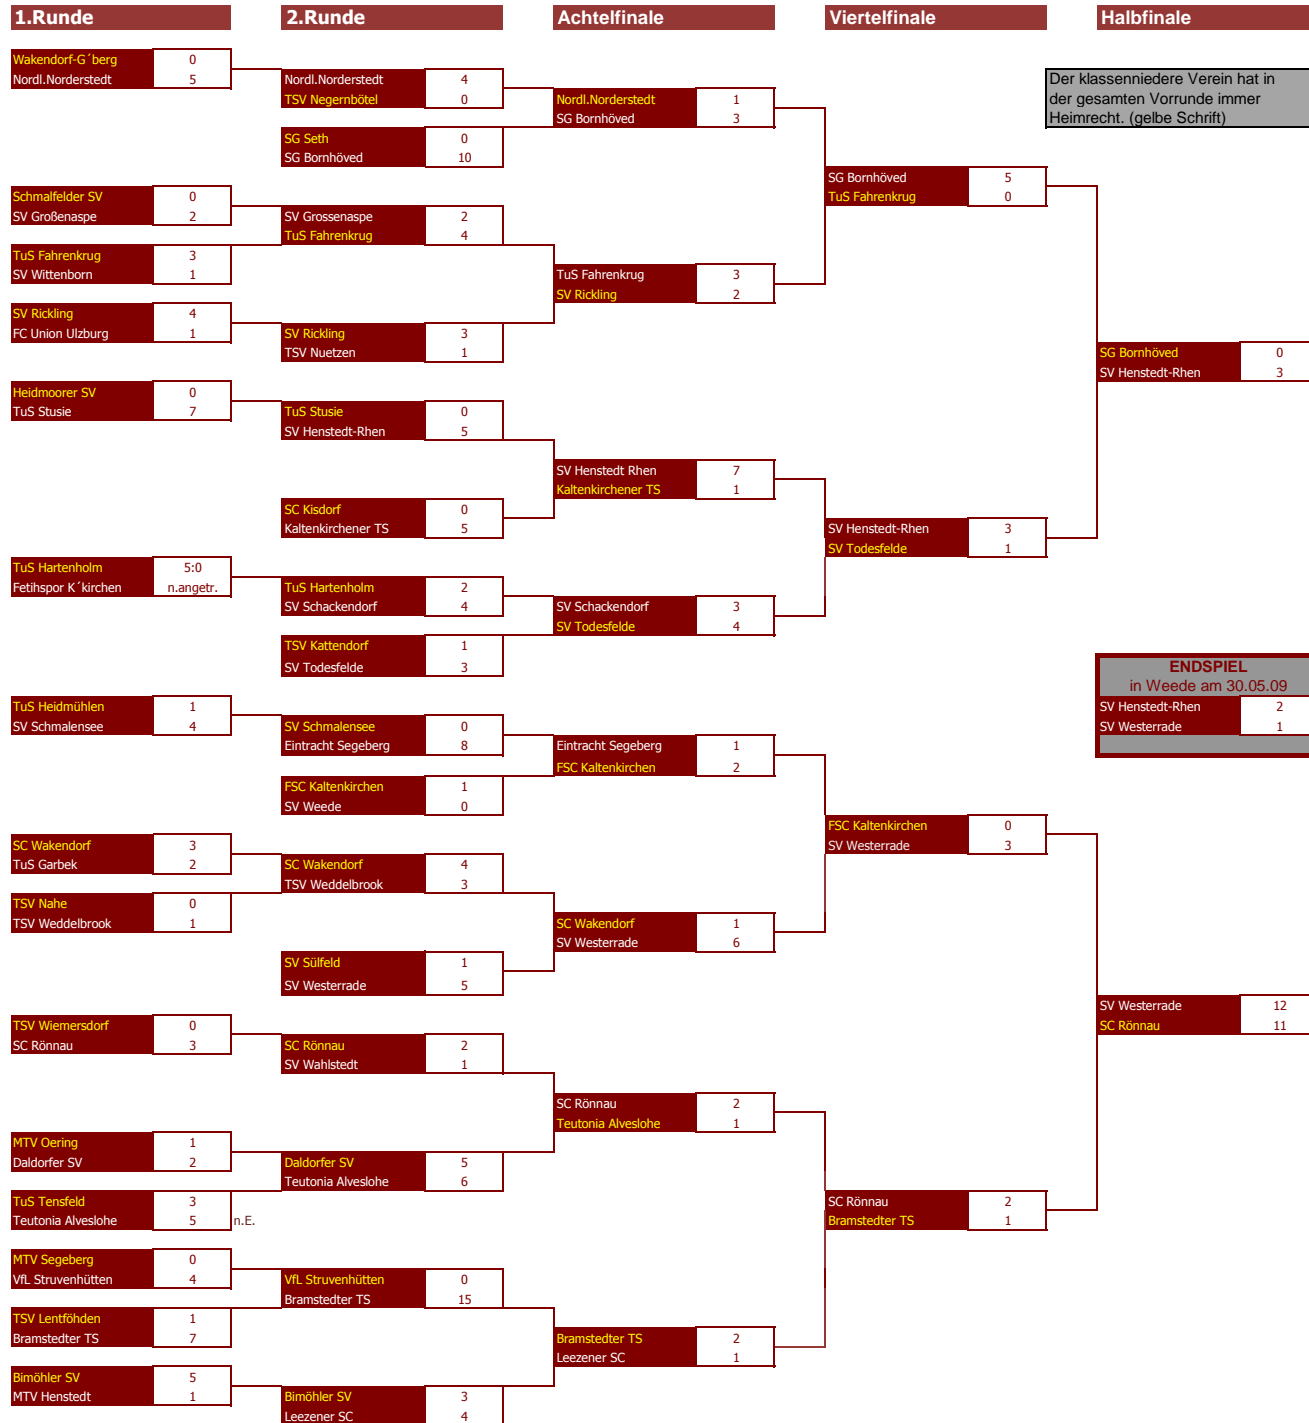 1.Runde
Wakendorf-G´berg 0
Nordl.Norderstedt 5
Schmalfelder SV 0
SV Großenaspe 2
TuS Fahrenkrug 3
SV Wittenborn 1
SV Rickling 4
FC Union Ulzburg 1
Heidmoorer SV 0
TuS Stusie 7
TuS Hartenholm 5:0
Fetihspor K´kirchen n.angetr.
TuS Heidmühlen 1
SV Schmalensee 4
SC Wakendorf 3
TuS Garbek 2
TSV Nahe 0
TSV Weddelbrook 1
TSV Wiemersdorf 0
SC Rönnau 3
MTV Oering 1
Daldorfer SV 2
TuS Tensfeld 3
Teutonia Alveslohe 5 n.E.
MTV Segeberg 0
VfL Struvenhütten 4
TSV Lentföhden 1
Bramstedter TS 7
Bimöhler SV 5
MTV Henstedt 1
2.Runde
Nordl.Norderstedt 4
TSV Negernbötel 0
SG Seth 0
SG Bornhöved 10
SV Grossenaspe 2
TuS Fahrenkrug 4
SV Rickling 3
TSV Nuetzen 1
TuS Stusie 0
SV Henstedt-Rhen 5
SC Kisdorf 0
Kaltenkirchener TS 5
TuS Hartenholm 2
SV Schackendorf 4
TSV Kattendorf 1
SV Todesfelde 3
SV Schmalensee 0
Eintracht Segeberg 8
FSC Kaltenkirchen 1
SV Weede 0
SC Wakendorf 4
TSV Weddelbrook 3
SV Sülfeld 1
SV Westerrade 5
SC Rönnau 2
SV Wahlstedt 1
Daldorfer SV 5
Teutonia Alveslohe 6
VfL Struvenhütten 0
Bramstedter TS 15
Bimöhler SV 3
Leezener SC 4
Achtelfinale
Nordl.Norderstedt 1
SG Bornhöved 3
TuS Fahrenkrug 3
SV Rickling 2
SV Henstedt Rhen 7
Kaltenkirchener TS 1
SV Schackendorf 3
SV Todesfelde 4
Eintracht Segeberg 1
FSC Kaltenkirchen 2
SC Wakendorf 1
SV Westerrade 6
SC Rönnau 2
Teutonia Alveslohe 1
Bramstedter TS 2
Leezener SC 1
Viertelfinale
SG Bornhöved 5
TuS Fahrenkrug 0
SV Henstedt-Rhen 3
SV Todesfelde 1
FSC Kaltenkirchen 0
SV Westerrade 3
SC Rönnau 2
Bramstedter TS 1
Halbfinale
Der klassenniedere Verein hat in
der gesamten Vorrunde immer
Heimrecht. (gelbe Schrift)
SG Bornhöved 0
SV Henstedt-Rhen 3
ENDSPIEL
in Weede am 30.05.09
SV Henstedt-Rhen 2
SV Westerrade 1
SV Westerrade 12
SC Rönnau 11